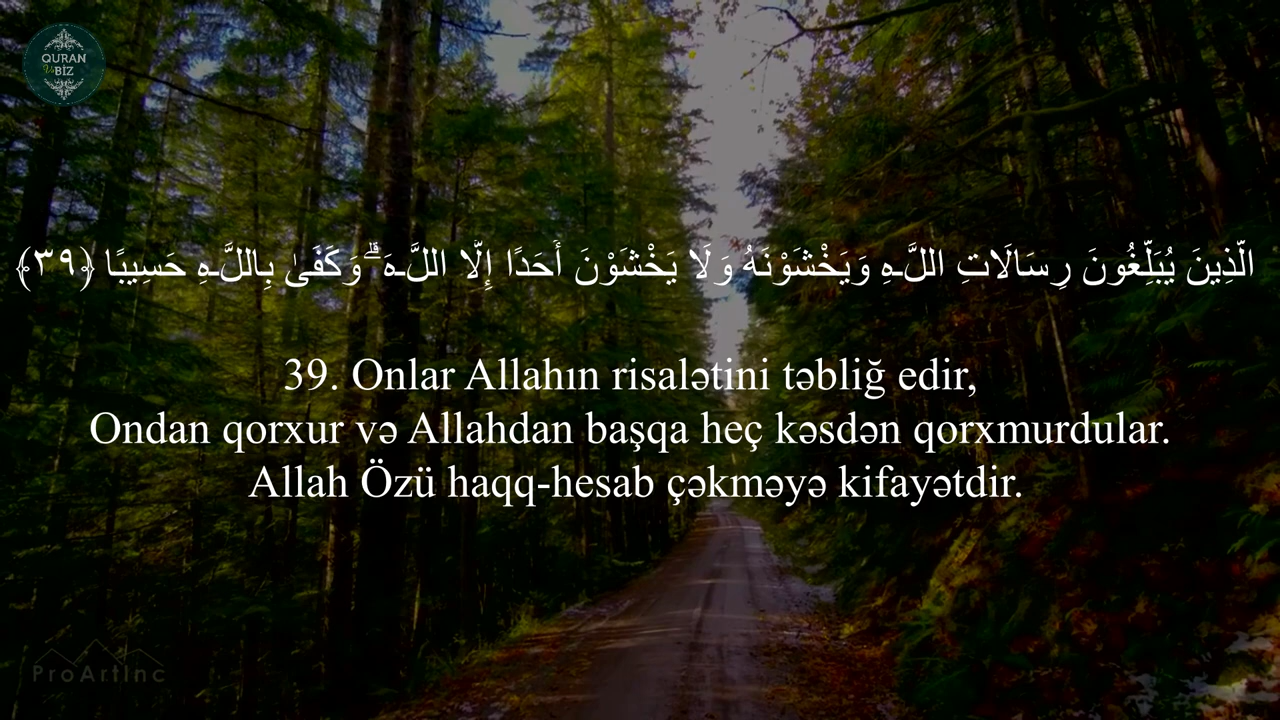 QURAN
Və
BİZ
الَّذِينَ يُبَلِّغُونَ رِسَالَاتِ اللَّـهِ وَيَخْشَوْنَهُ وَلَا يَخْشَوْنَ أَحَدًا إِلَّا اللَّـهَ ۗ وَكَفَىٰ بِاللَّـهِ حَسِيبًا ﴿٣٩﴾
39. Onlar Allahın risalətini təbliğ edir,
Ondan qorxur və Allahdan başqa heç kəsdən qorxmurdular.
Allah Özü haqq-hesab çəkməyə kifayətdir.
ProArtInc